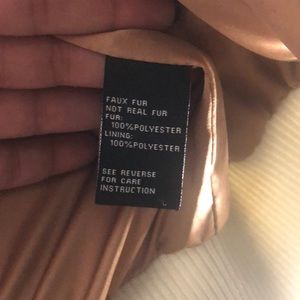 FAUX FUR
NOT REAL FUR
FUR:
100%POLYESTER
LINING:
100%POLYESTER
SEE REVERSE
FOR CARE
INSTRUCTION
L